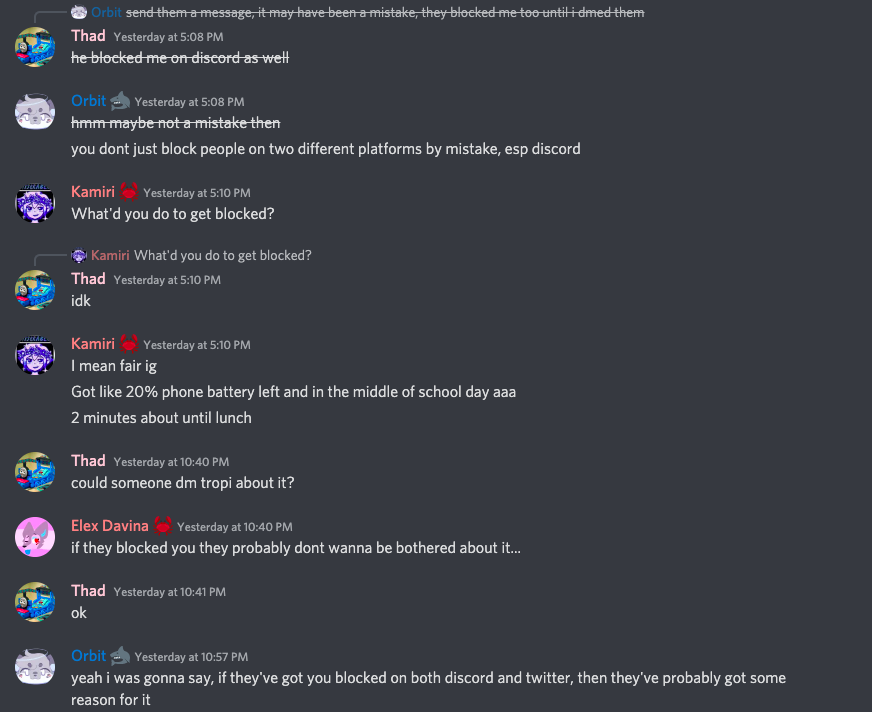 Orbit send them a message, it may have been a mistake, they blocked me too until i dmed them
Thad Yesterday at 5:08 PM
he blocked me on discord as well
Orbit Yesterday at 5:08 PM
hmm maybe not a mistake then
you dont just block people on two different platforms by mistake, esp discord
Kamiri Yesterday at 5:10 PM
What'd you do to get blocked?
Kamiri What'd you do to get blocked?
Thad Yesterday at 5:10 PM
idk
Kamiri Yesterday at 5:10 PM
I mean fair ig
Got like 20% phone battery left and in the middle of school day aaa
2 minutes about until lunch
Thad Yesterday at 10:40 PM
could someone dm tropi about it?
Elex Davina Yesterday at 10:40 PM
if they blocked you they probably dont wanna be bothered about it...
Thad Yesterday at 10:41 PM
ok
Orbit Yesterday at 10:57 PM
yeah i was gonna say, if they've got you blocked on both discord and twitter, then they've probably got some
reason for it